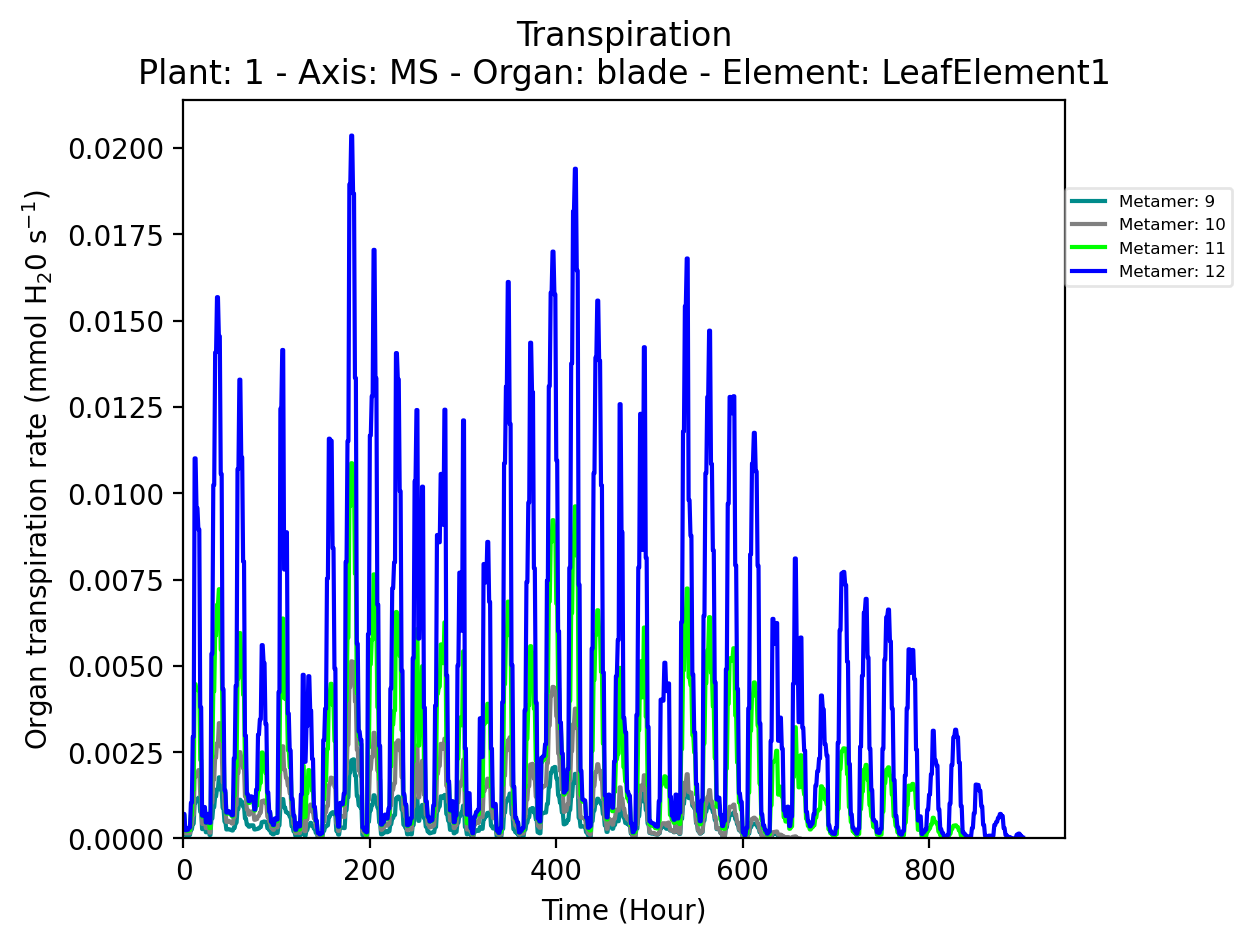 Transpiration
Plant: 1 - Axis: MS - Organ: blade - Element: LeafElement1
Organ transpiration rate (mmol H₂0 s⁻¹)
0.0200
0.0175
0.0150
0.0125
0.0100
0.0075
0.0050
0.0025
0.0000
0 200 400 600 800
Time (Hour)
Metamer: 9
Metamer: 10
Metamer: 11
Metamer: 12